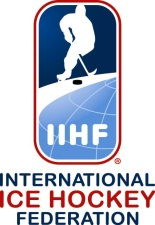 IIHF
®
INTERNATIONAL
ICE HOCKEY
FEDERATION